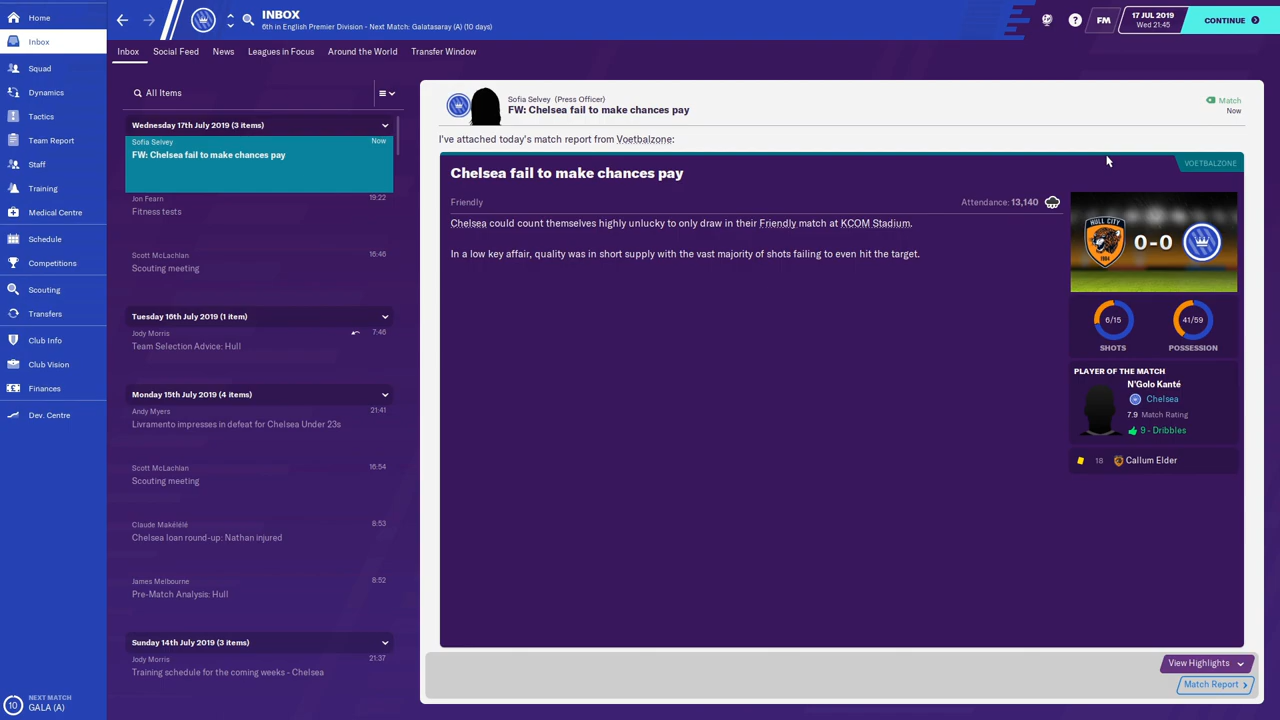 Home
Inbox
Squad
Dynamics
Tactics
Team Report
Staff
Training
Medical Centre
Schedule
Competitions
Scouting
Transfers
Club Info
Club Vision
Finances
Dev. Centre
10
NEXT MATCH
GALA (A)
INBOX
6th in English Premier Division - Next Match: Galatasaray (A) (10 days)
?
FM
17 JUL 2019
Wed 21:45
CONTINUE
Inbox Social Feed News Leagues in Focus Around the World Transfer Window
All Items
Wednesday 17th July 2019 (3 items)
Sofia Selvey Now
FW: Chelsea fail to make chances pay
Jon Fearn 19:22
Fitness tests
Scott McLachlan 16:46
Scouting meeting
Tuesday 16th July 2019 (1 item)
Jody Morris 7:46
Team Selection Advice: Hull
Monday 15th July 2019 (4 items)
Andy Myers 21:41
Livramento impresses in defeat for Chelsea Under 23s
Scott McLachlan 16:54
Scouting meeting
Claude Makélélé 8:53
Chelsea loan round-up: Nathan injured
James Melbourne 8:52
Pre-Match Analysis: Hull
Sunday 14th July 2019 (3 items)
Jody Morris 21:37
Training schedule for the coming weeks - Chelsea
Sofia Selvey (Press Officer)
FW: Chelsea fail to make chances pay
Match
Now
I've attached today's match report from Voetbalzone:
VOETBALZONE
Chelsea fail to make chances pay
Friendly Attendance: 13,140
Chelsea could count themselves highly unlucky to only draw in their Friendly match at KCOM Stadium.
In a low key affair, quality was in short supply with the vast majority of shots failing to even hit the target.
HULL CITY
1904
0-0
6/15
41/59
SHOTS POSSESSION
PLAYER OF THE MATCH
N'Golo Kanté
Chelsea
7.9 Match Rating
9 - Dribbles
18 Callum Elder
View Highlights
Match Report